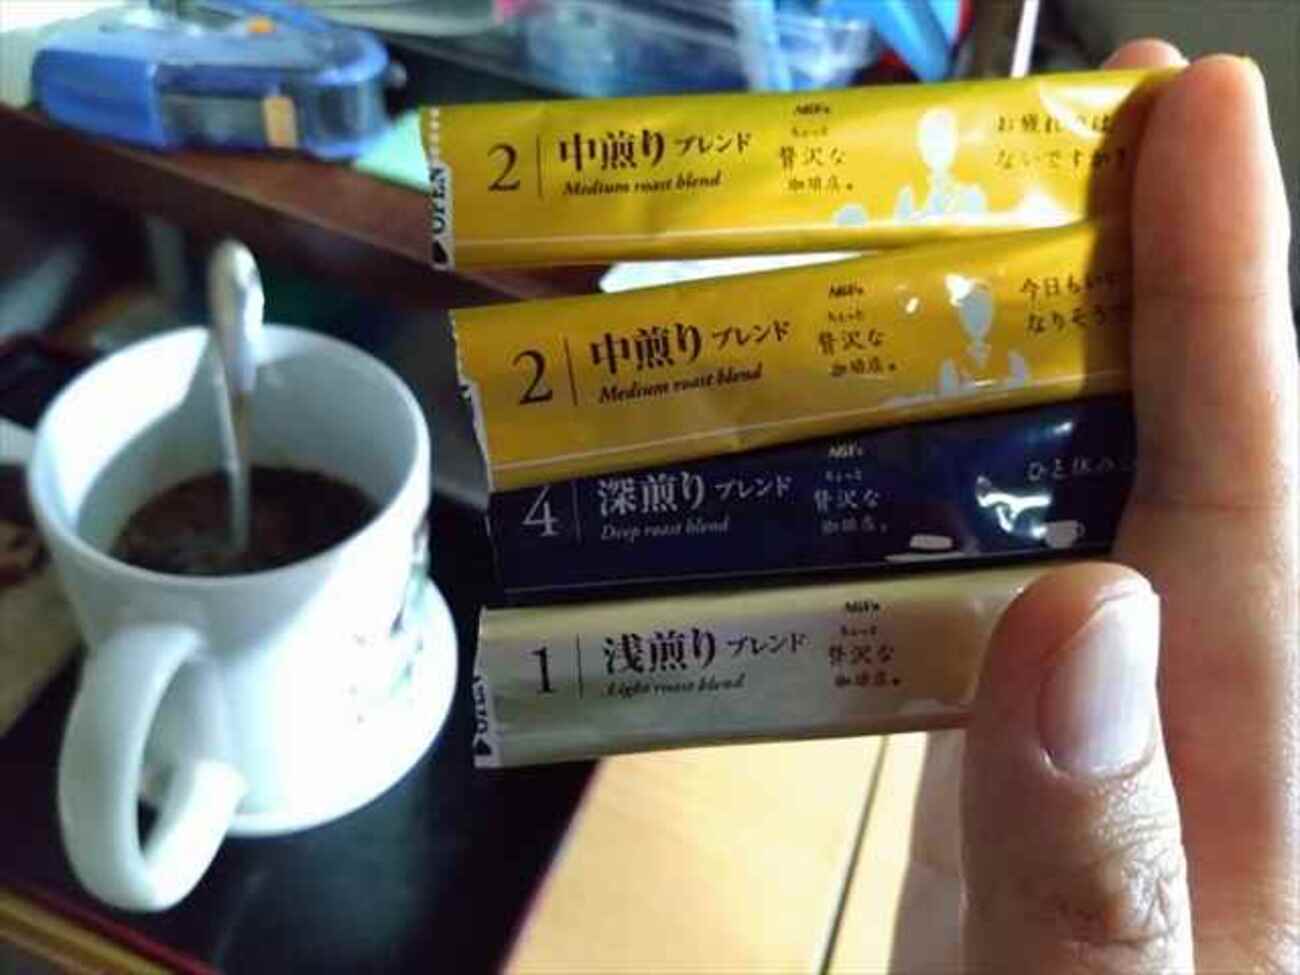 OPEN
2
中煎り ブレンド
Medium roast blend
AGF®
ちょっと
贅沢な
珈琲店®
お疲れ
ないですか?
2
中煎り ブレンド
Medium roast blend
AGF®
ちょっと
贅沢な
珈琲店®
今日も
なりそう
4
深煎り ブレンド
Deep roast blend
AGF®
ちょっと
贅沢な
珈琲店®
ひと休み
OPEN
1
浅煎り ブレンド
Light roast blend
AGF®
ちょっと
贅沢な
珈琲店®